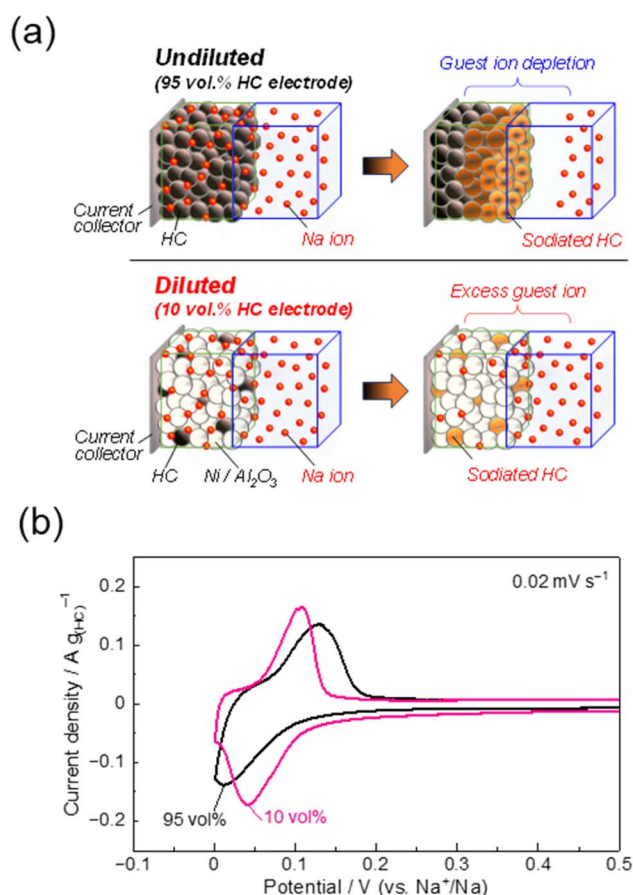 (a)
Undiluted
(95 vol.% HC electrode)
Guest ion depletion
Current
collector
HC
Na ion
Sodiated HC
Diluted
(10 vol.% HC electrode)
Excess guest ion
Current
collector
HC
Ni / Al₂O₃
Na ion
Sodiated HC
(b)
Current density / A g₍HC₎⁻¹
0.2
0.1
0
−0.1
−0.2
0.02 mV s⁻¹
95 vol%
10 vol%
−0.1
0
0.1
0.2
0.3
0.4
0.5
Potential / V (vs. Na⁺/Na)